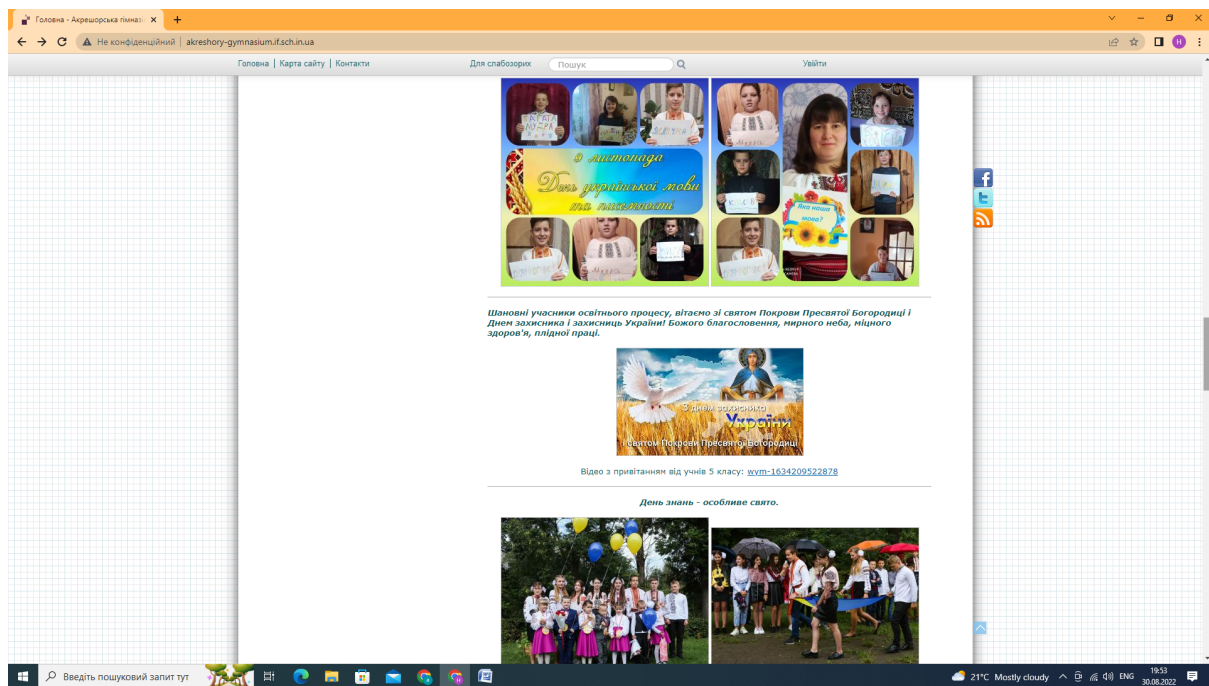 Головна - Акрешорська гімназі
Не конфіденційний | akreshory-gymnasium.if.sch.in.ua
Головна | Карта сайту | Контакти
Для слабозорих
Пошук
Увійти
9 листопада
День української мови
та писемності
Яка наша
мова?
Шановні учасники освітнього процесу, вітаємо зі святом Покрови Пресвятої Богородиці і
Днем захисника і захисниць України! Божого благословення, мирного неба, міцного
здоров'я, плідної праці.
З днем захисника
України
і святом Покрови Пресвятої Богородиці
Відео з привітанням від учнів 5 класу: wym-1634209522878
День знань - особливе свято.
Введіть пошуковий запит тут
21°C Mostly cloudy
ENG
19:53
30.08.2022